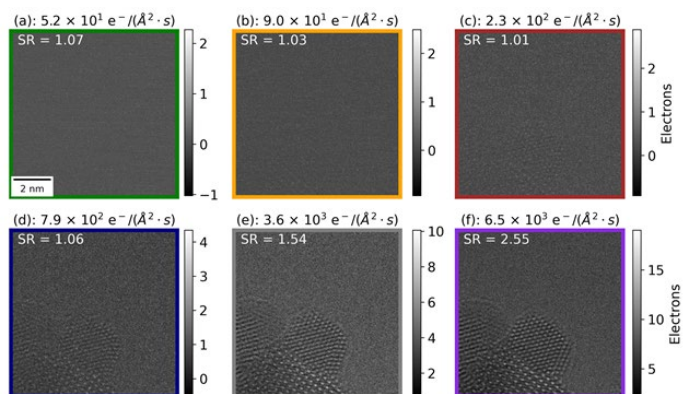 (a): 5.2 × 10¹ e⁻/(Å²·s)
(b): 9.0 × 10¹ e⁻/(Å²·s)
(c): 2.3 × 10² e⁻/(Å²·s)
SR = 1.07
SR = 1.03
SR = 1.01
2
1
0
−1
2
1
0
2
1
0
Electrons
2 nm
(d): 7.9 × 10² e⁻/(Å²·s)
(e): 3.6 × 10³ e⁻/(Å²·s)
(f): 6.5 × 10³ e⁻/(Å²·s)
SR = 1.06
SR = 1.54
SR = 2.55
4
3
2
1
0
10
8
6
4
2
15
10
5
Electrons